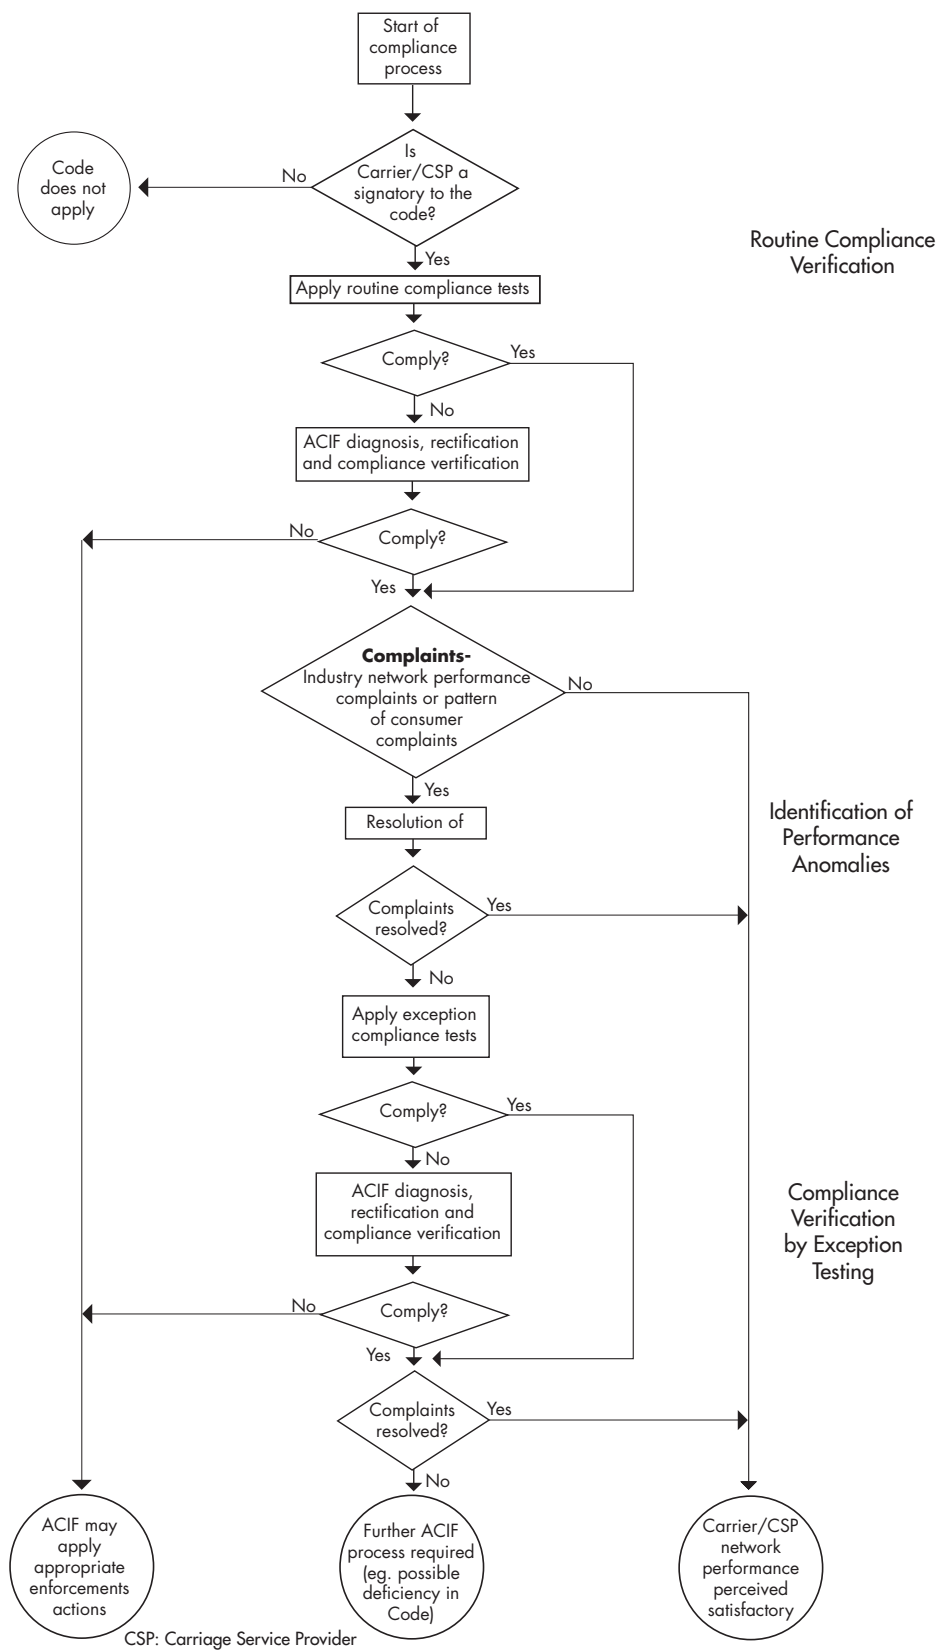 Start of
compliance
process
Is
Carrier/CSP a
signatory to the
code?
No
Code
does not
apply
Yes
Routine Compliance
Verification
Apply routine compliance tests
Comply?
Yes
No
ACIF diagnosis, rectification
and compliance vertification
Comply?
No
Yes
Complaints-
Industry network performance
complaints or pattern
of consumer
complaints
No
Yes
Resolution of
Identification of
Performance
Anomalies
Complaints
resolved?
Yes
No
Apply exception
compliance tests
Comply?
Yes
No
ACIF diagnosis,
rectification and
compliance verification
Compliance
Verification
by Exception
Testing
Comply?
No
Yes
Complaints
resolved?
Yes
No
ACIF may
apply
appropriate
enforcements
actions
Further ACIF
process required
(eg. possible
deficiency in
Code)
Carrier/CSP
network
performance
perceived
satisfactory
CSP: Carriage Service Provider